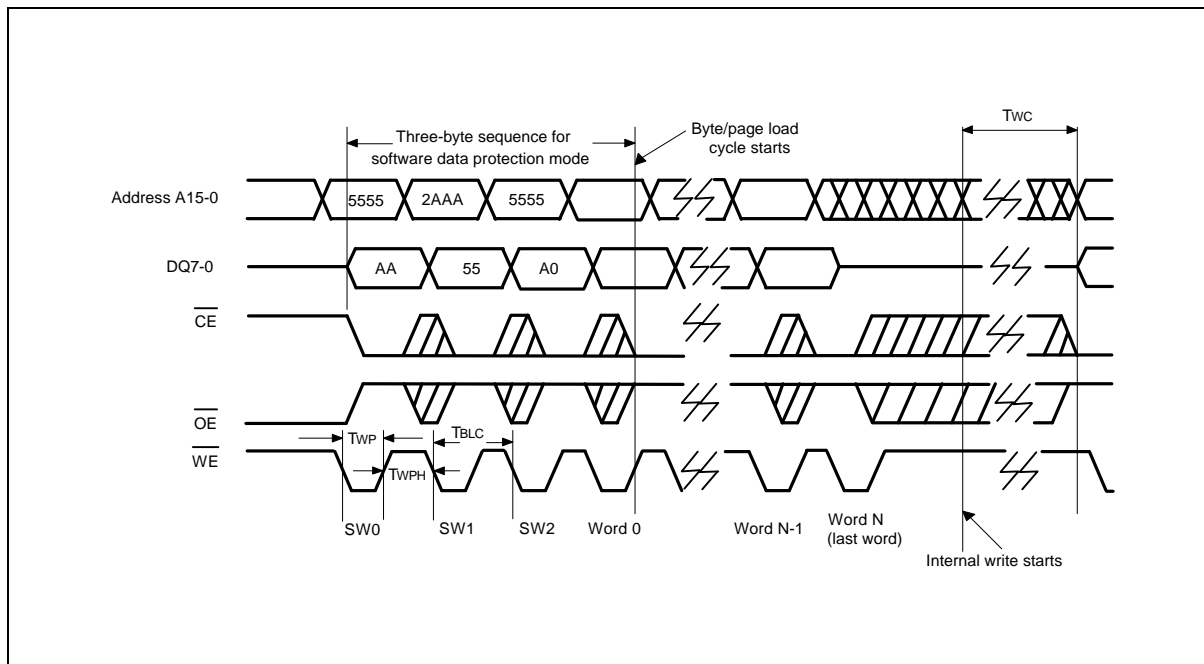 Three-byte sequence for
software data protection mode
Byte/page load
cycle starts
TWC
Address A15-0
5555
2AAA
5555
DQ7-0
AA
55
A0
CE
OE
TWP
TBLC
WE
TWPH
SW0
SW1
SW2
Word 0
Word N-1
Word N
(last word)
Internal write starts